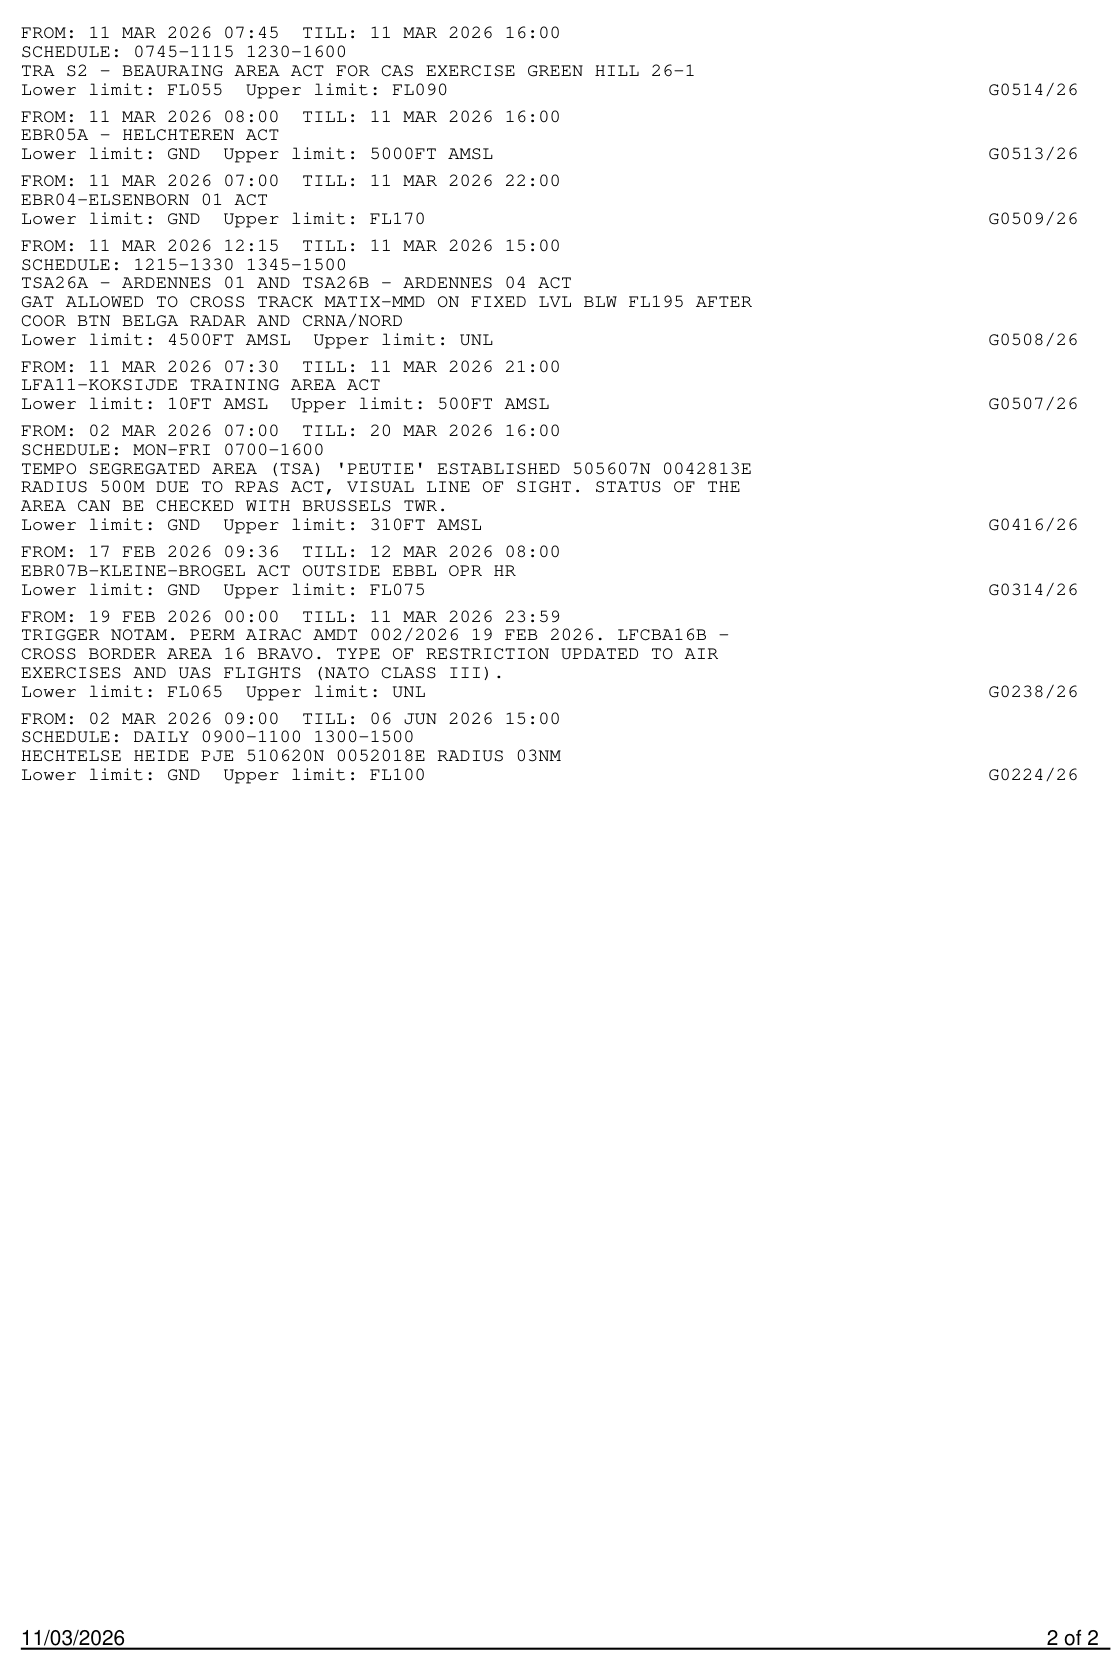 FROM: 11 MAR 2026 07:45  TILL: 11 MAR 2026 16:00
SCHEDULE: 0745-1115 1230-1600
TRA S2 - BEAURAING AREA ACT FOR CAS EXERCISE GREEN HILL 26-1
Lower limit: FL055  Upper limit: FL090  G0514/26
FROM: 11 MAR 2026 08:00  TILL: 11 MAR 2026 16:00
EBR05A - HELCHTEREN ACT
Lower limit: GND  Upper limit: 5000FT AMSL  G0513/26
FROM: 11 MAR 2026 07:00  TILL: 11 MAR 2026 22:00
EBR04-ELSENBORN 01 ACT
Lower limit: GND  Upper limit: FL170  G0509/26
FROM: 11 MAR 2026 12:15  TILL: 11 MAR 2026 15:00
SCHEDULE: 1215-1330 1345-1500
TSA26A - ARDENNES 01 AND TSA26B - ARDENNES 04 ACT
GAT ALLOWED TO CROSS TRACK MATIX-MMD ON FIXED LVL BLW FL195 AFTER
COOR BTN BELGA RADAR AND CRNA/NORD
Lower limit: 4500FT AMSL  Upper limit: UNL  G0508/26
FROM: 11 MAR 2026 07:30  TILL: 11 MAR 2026 21:00
LFA11-KOKSIJDE TRAINING AREA ACT
Lower limit: 10FT AMSL  Upper limit: 500FT AMSL  G0507/26
FROM: 02 MAR 2026 07:00  TILL: 20 MAR 2026 16:00
SCHEDULE: MON-FRI 0700-1600
TEMPO SEGREGATED AREA (TSA) 'PEUTIE' ESTABLISHED 505607N 0042813E
RADIUS 500M DUE TO RPAS ACT, VISUAL LINE OF SIGHT. STATUS OF THE
AREA CAN BE CHECKED WITH BRUSSELS TWR.
Lower limit: GND  Upper limit: 310FT AMSL  G0416/26
FROM: 17 FEB 2026 09:36  TILL: 12 MAR 2026 08:00
EBR07B-KLEINE-BROGEL ACT OUTSIDE EBBL OPR HR
Lower limit: GND  Upper limit: FL075  G0314/26
FROM: 19 FEB 2026 00:00  TILL: 11 MAR 2026 23:59
TRIGGER NOTAM. PERM AIRAC AMDT 002/2026 19 FEB 2026. LFCBA16B -
CROSS BORDER AREA 16 BRAVO. TYPE OF RESTRICTION UPDATED TO AIR
EXERCISES AND UAS FLIGHTS (NATO CLASS III).
Lower limit: FL065  Upper limit: UNL  G0238/26
FROM: 02 MAR 2026 09:00  TILL: 06 JUN 2026 15:00
SCHEDULE: DAILY 0900-1100 1300-1500
HECHTELSE HEIDE PJE 510620N 0052018E RADIUS 03NM
Lower limit: GND  Upper limit: FL100  G0224/26
11/03/2026  2 of 2